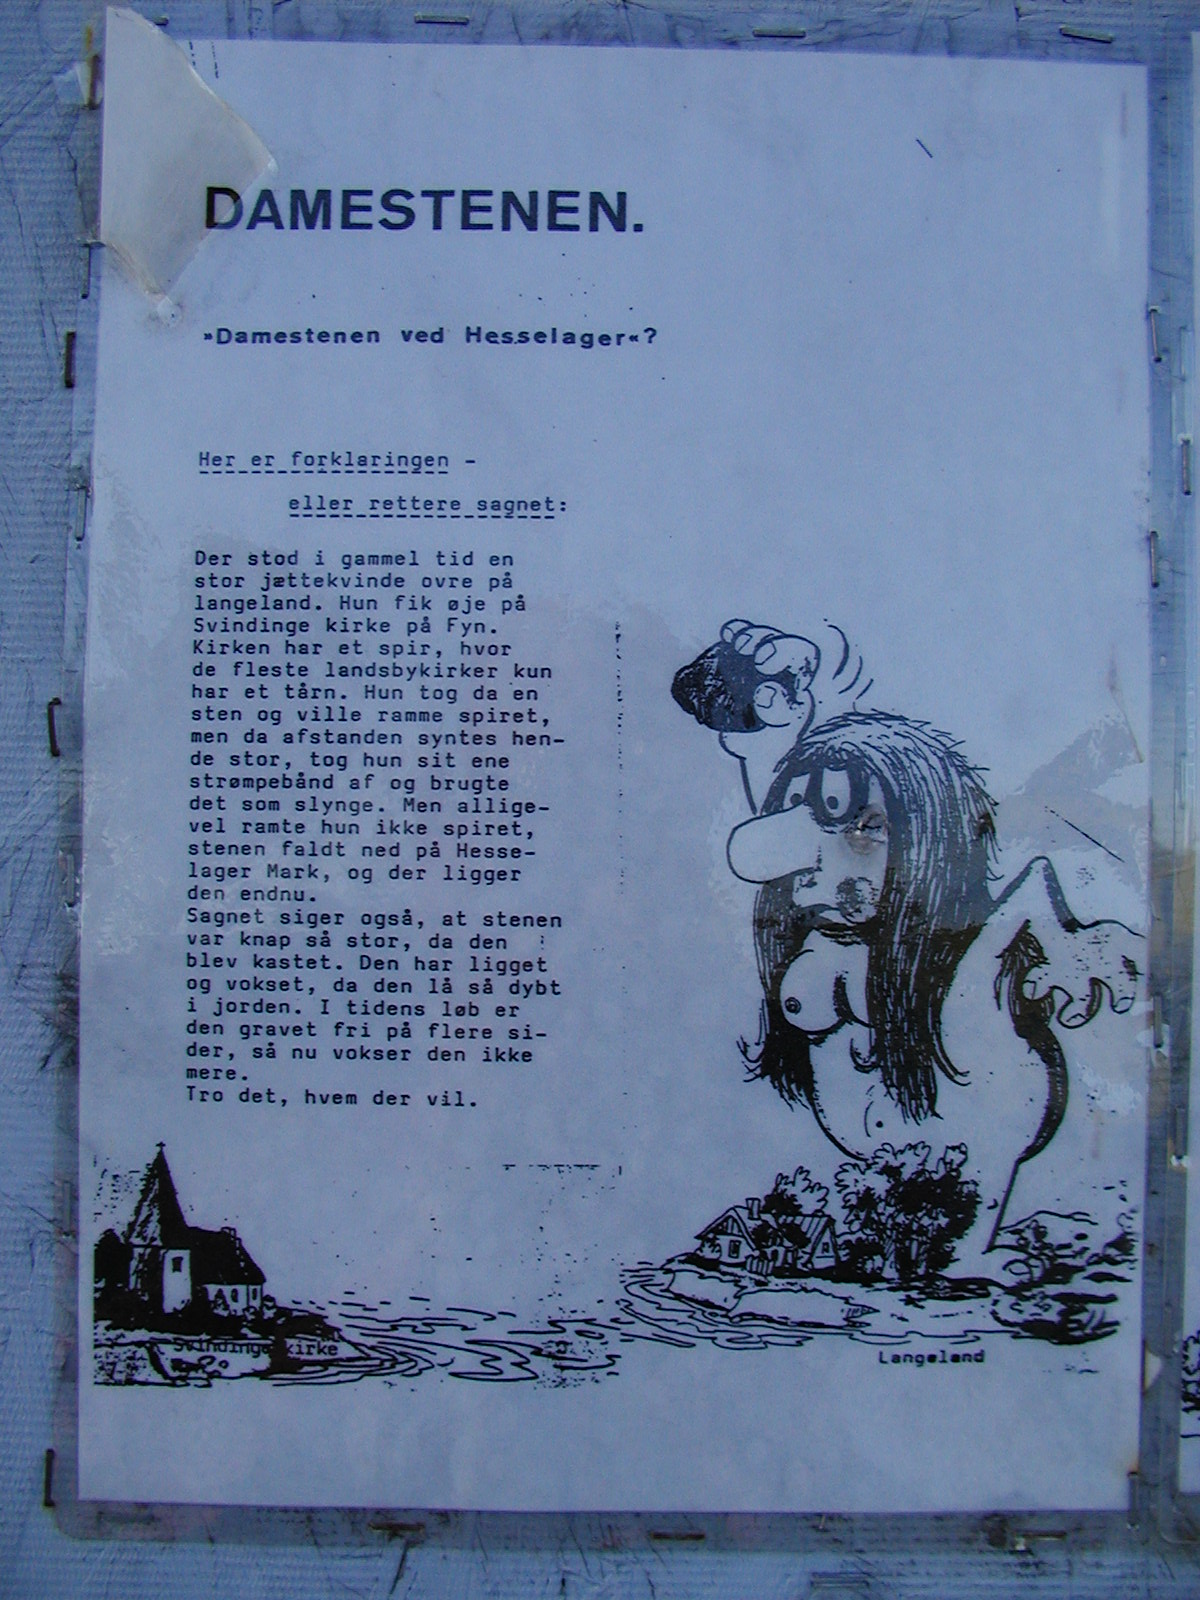 DAMESTENEN.
»Damestenen ved Hesselager«?
Her er forklaringen -
eller rettere sagnet:
Der stod i gammel tid en
stor jættekvinde ovre på
langeland. Hun fik øje på
Svindinge kirke på Fyn.
Kirken har et spir, hvor
de fleste landsbykirker kun
har et tårn. Hun tog da en
sten og ville ramme spiret,
men da afstanden syntes hen-
de stor, tog hun sit ene
strømpebånd af og brugte
det som slynge. Men allige-
vel ramte hun ikke spiret,
stenen faldt ned på Hesse-
lager Mark, og der ligger
den endnu.
Sagnet siger også, at stenen
var knap så stor, da den
blev kastet. Den har ligget
og vokset, da den lå så dybt
i jorden. I tidens løb er
den gravet fri på flere si-
der, så nu vokser den ikke
mere.
Tro det, hvem der vil.
Svindinge kirke
Langeland